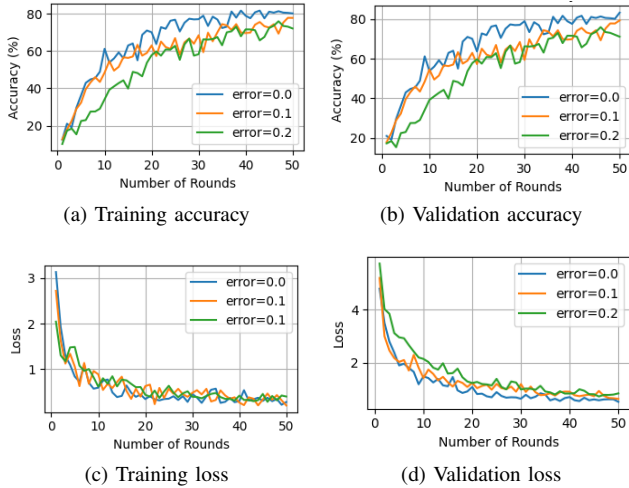 80
60
40
20
Accuracy (%)
error=0.0
error=0.1
error=0.2
0 10 20 30 40 50
Number of Rounds
(a) Training accuracy
80
60
40
20
Accuracy (%)
error=0.0
error=0.1
error=0.2
0 10 20 30 40 50
Number of Rounds
(b) Validation accuracy
3
2
1
Loss
error=0.0
error=0.1
error=0.1
0 10 20 30 40 50
Number of Rounds
(c) Training loss
4
2
Loss
error=0.0
error=0.1
error=0.2
0 10 20 30 40 50
Number of Rounds
(d) Validation loss